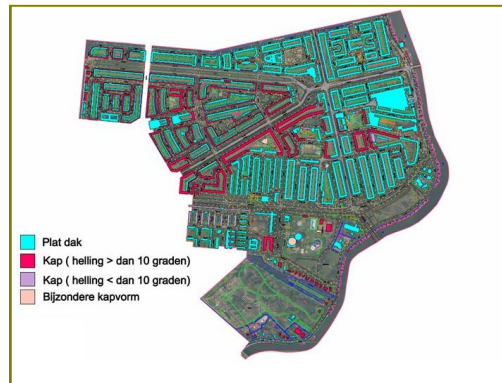 Plat dak
Kap ( helling > dan 10 graden)
Kap ( helling < dan 10 graden)
Bijzondere kapvorm